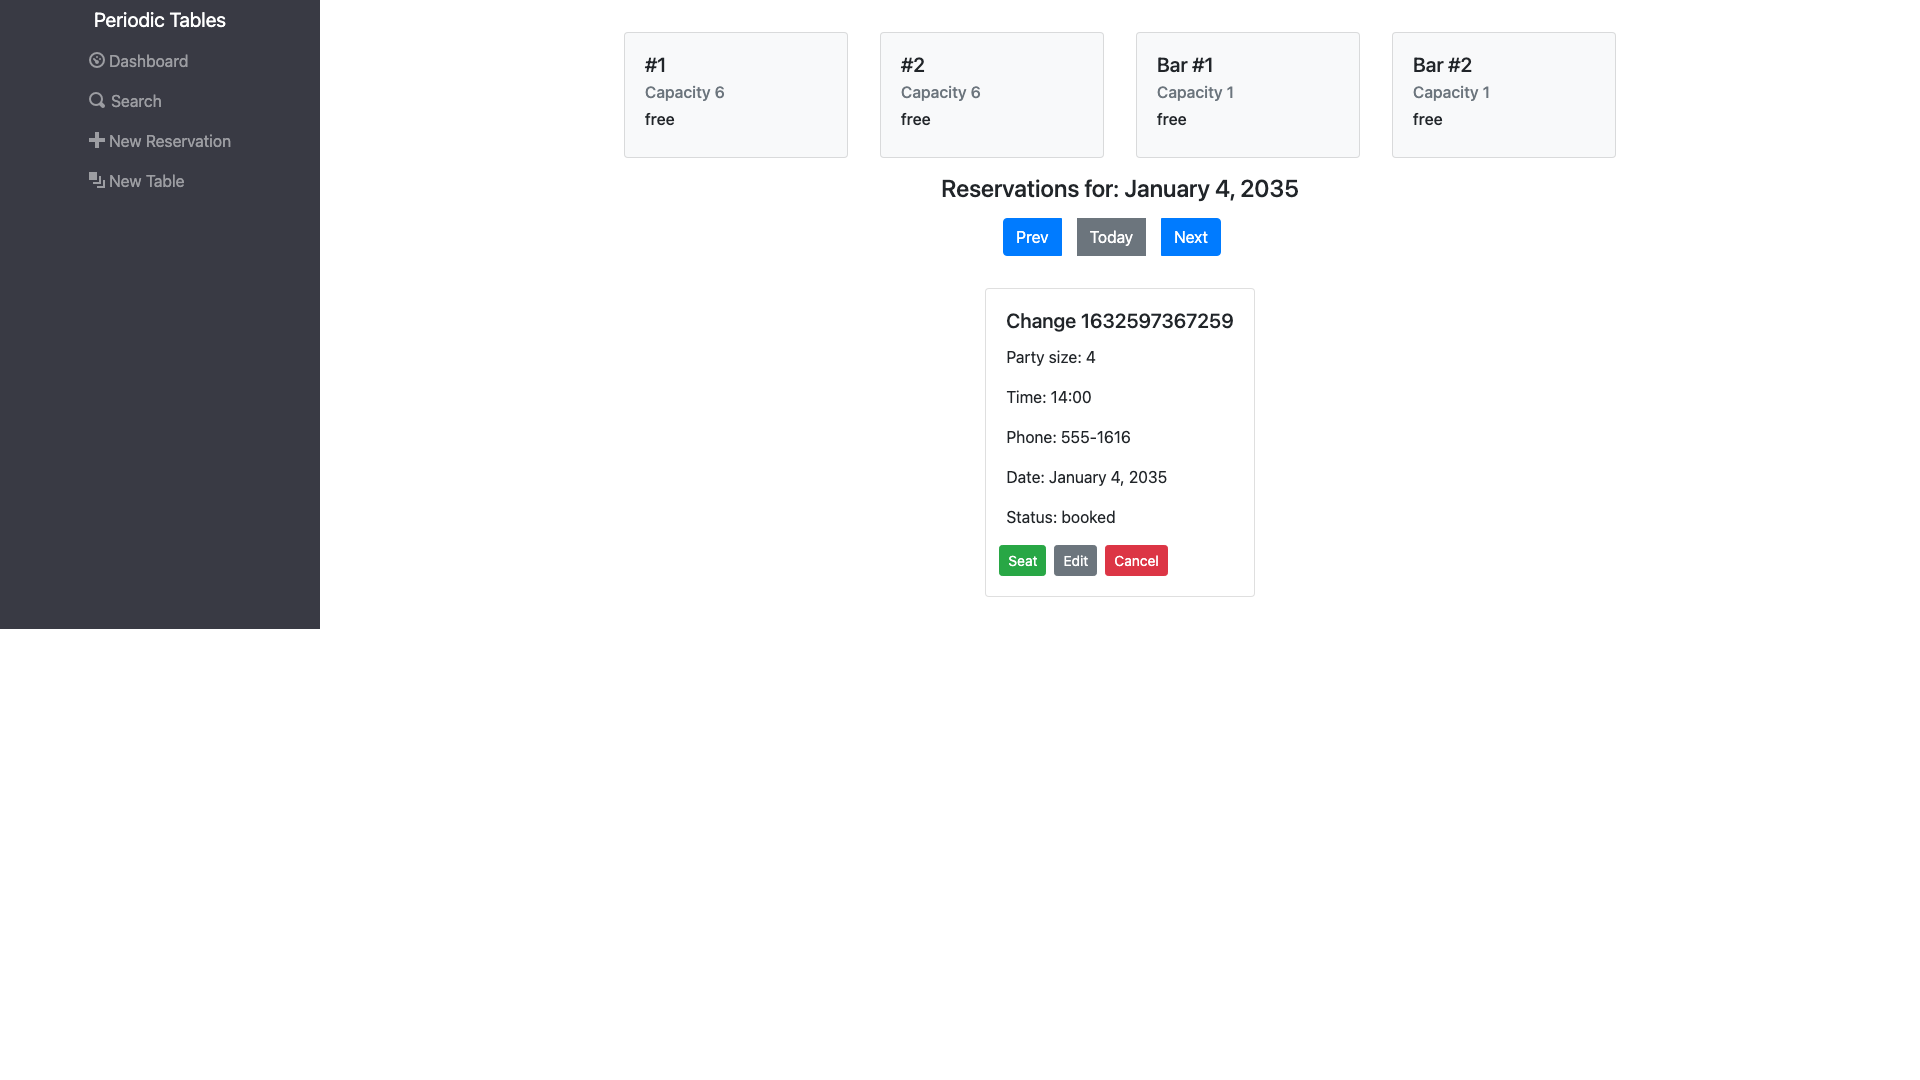 Periodic Tables
Dashboard
Search
New Reservation
New Table
#1
Capacity 6
free
#2
Capacity 6
free
Bar #1
Capacity 1
free
Bar #2
Capacity 1
free
Reservations for: January 4, 2035
Prev Today Next
Change 1632597367259
Party size: 4
Time: 14:00
Phone: 555-1616
Date: January 4, 2035
Status: booked
Seat Edit Cancel